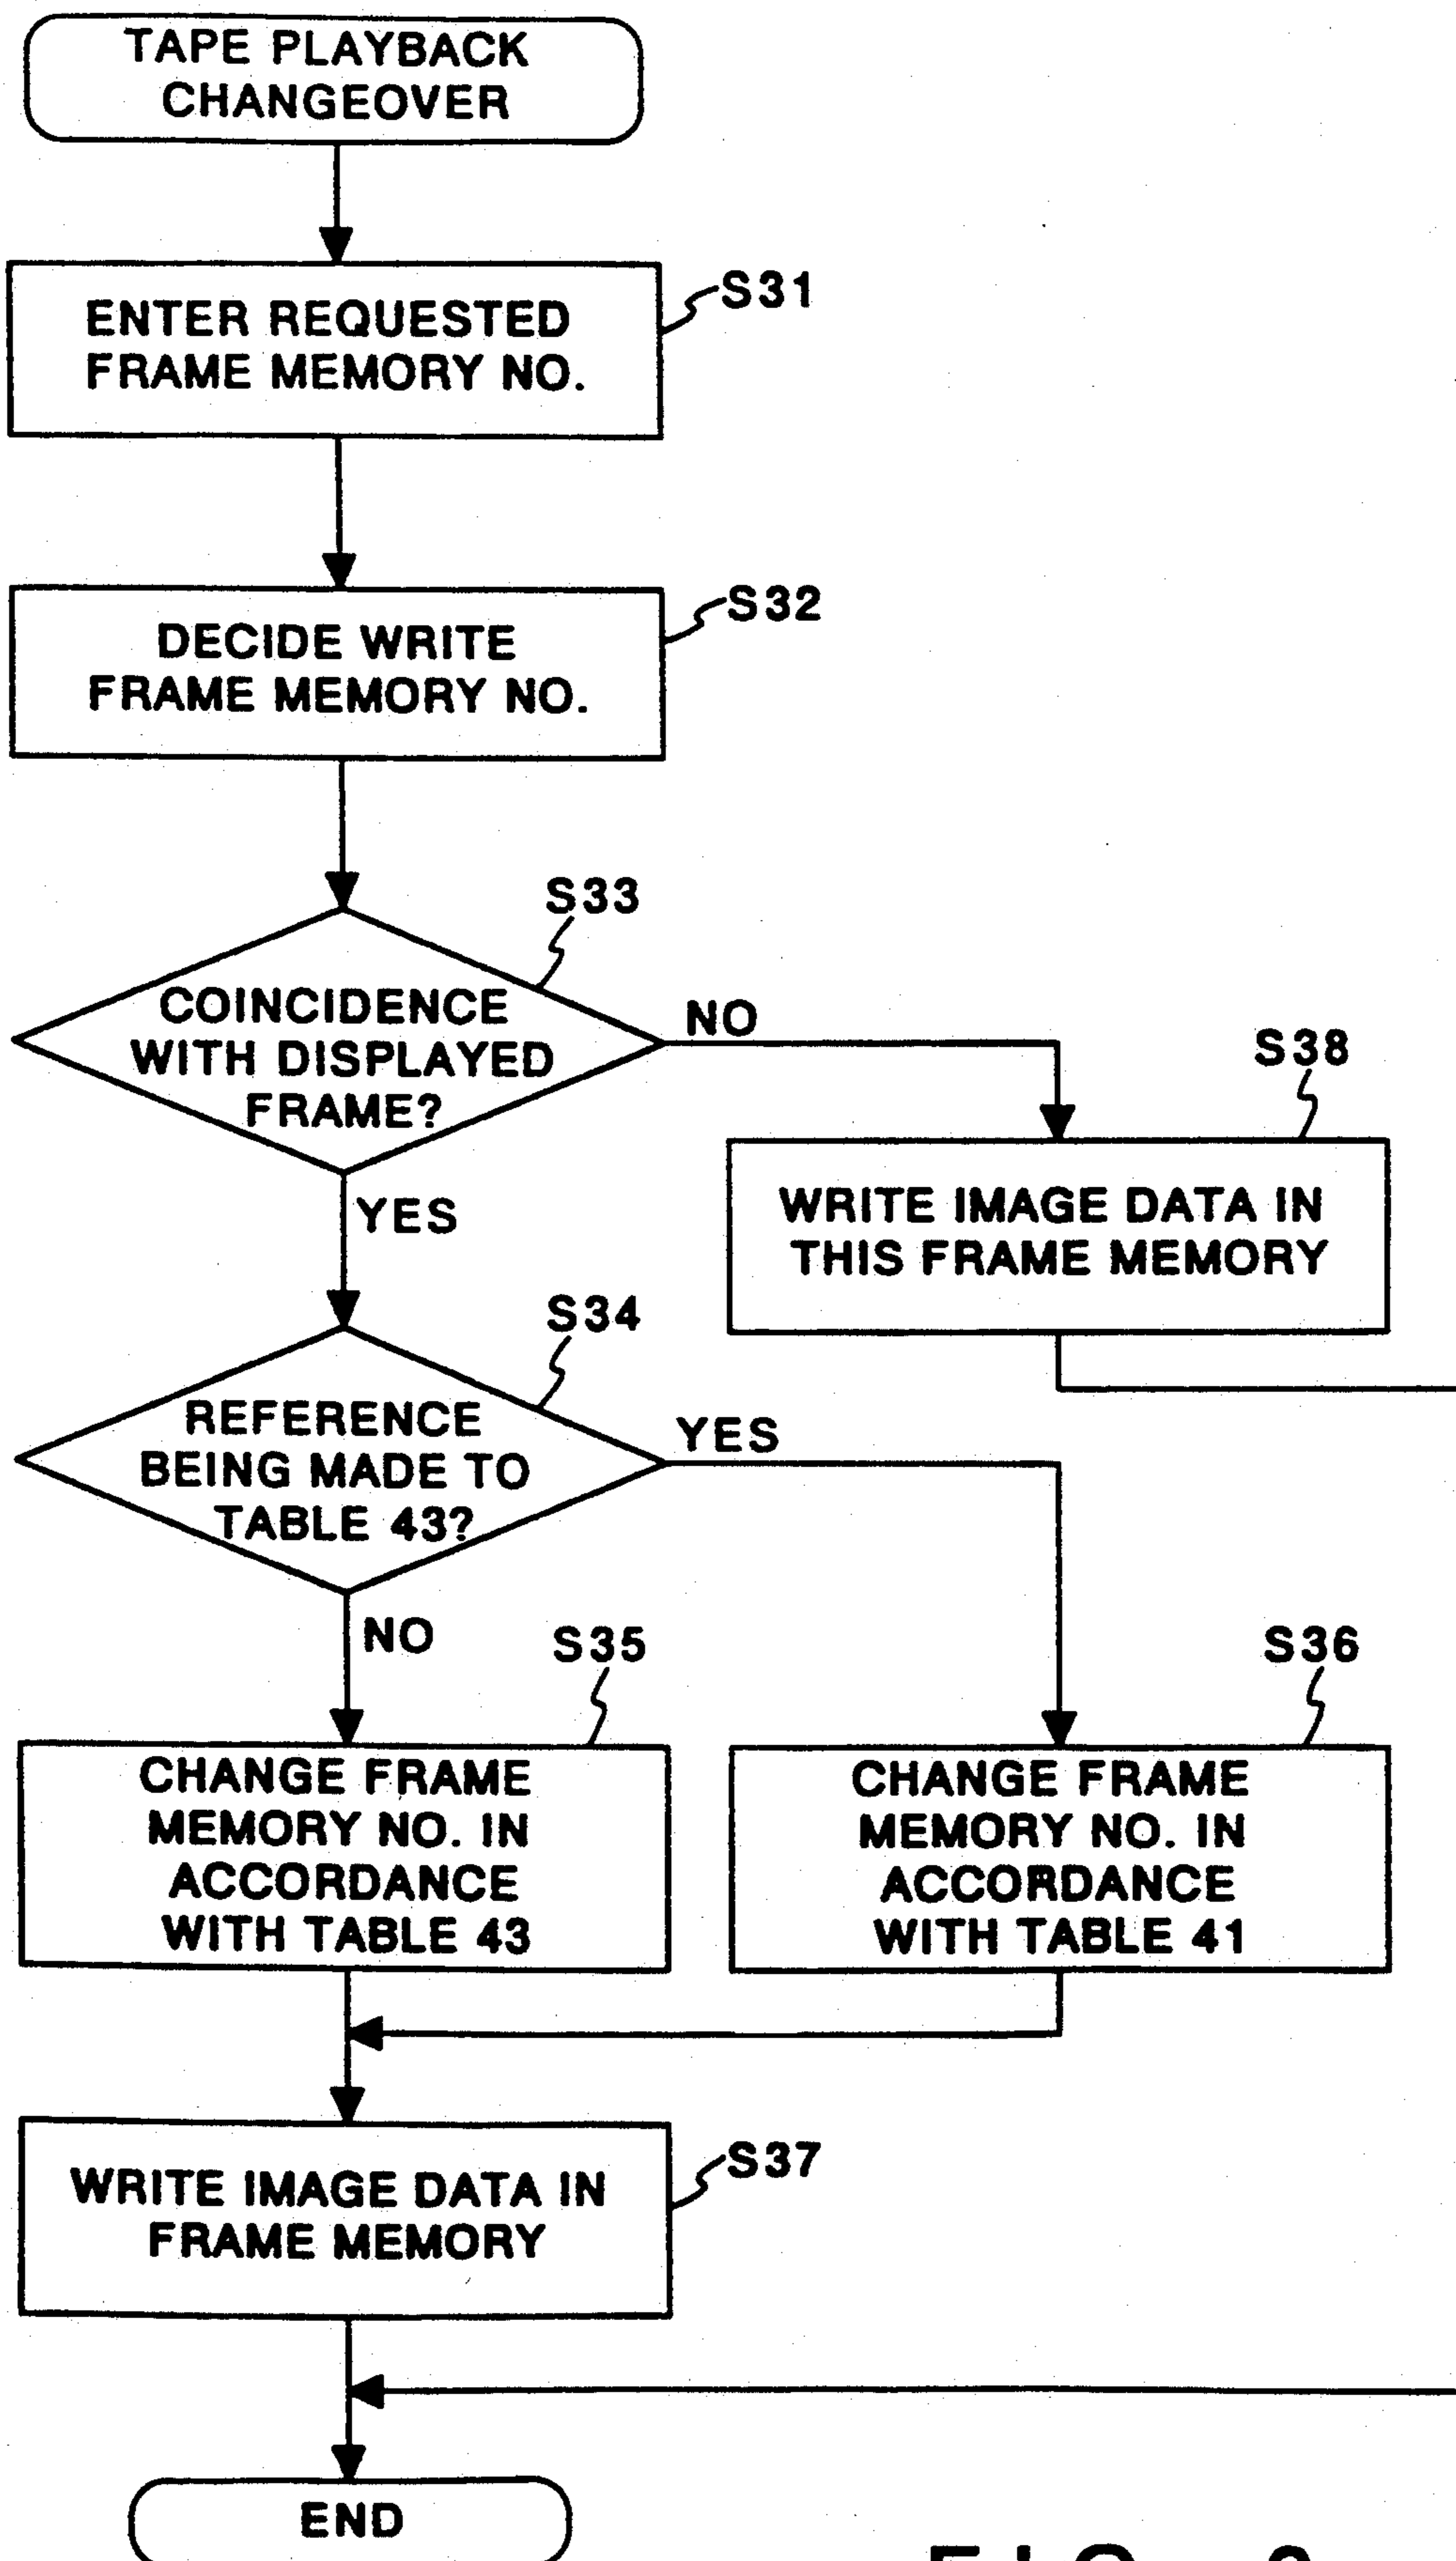 TAPE PLAYBACK
CHANGEOVER
ENTER REQUESTED
FRAME MEMORY NO.
S31
DECIDE WRITE
FRAME MEMORY NO.
S32
S33
COINCIDENCE
WITH DISPLAYED
FRAME?
NO
YES
S38
WRITE IMAGE DATA IN
THIS FRAME MEMORY
S34
REFERENCE
BEING MADE TO
TABLE 43?
YES
NO
S35
CHANGE FRAME
MEMORY NO. IN
ACCORDANCE
WITH TABLE 43
S36
CHANGE FRAME
MEMORY NO. IN
ACCORDANCE
WITH TABLE 41
WRITE IMAGE DATA IN
FRAME MEMORY
S37
END